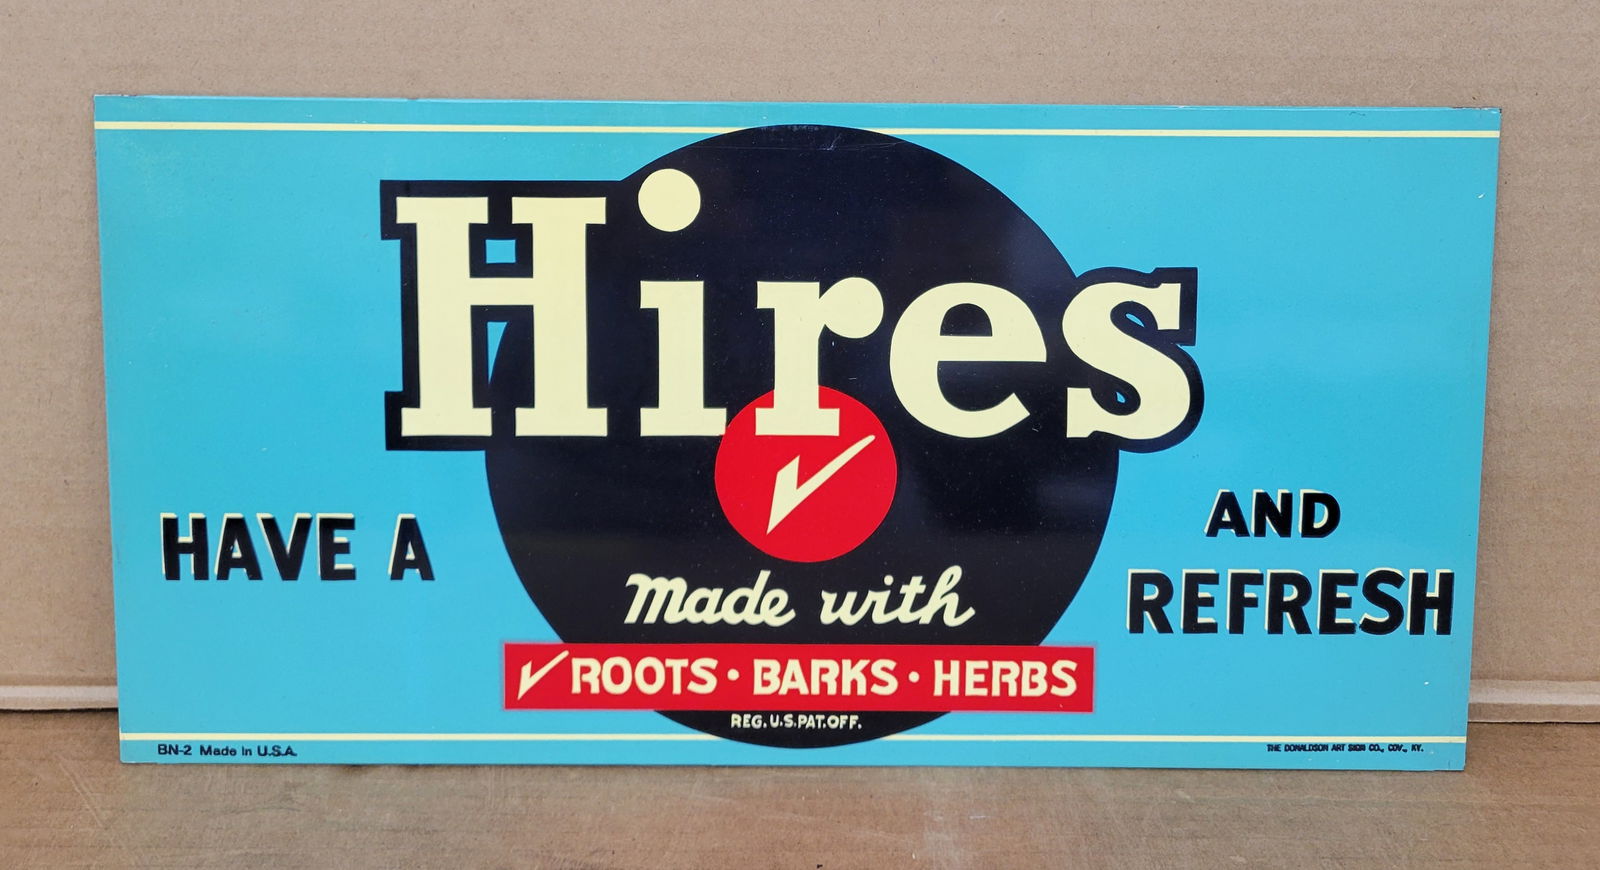 Hires
HAVE A
AND
REFRESH
Made with
ROOTS · BARKS · HERBS
REG. U.S. PAT. OFF.
BN-2 Made in U.S.A.
THE DONALDSON ART SIGN CO., COV., KY.